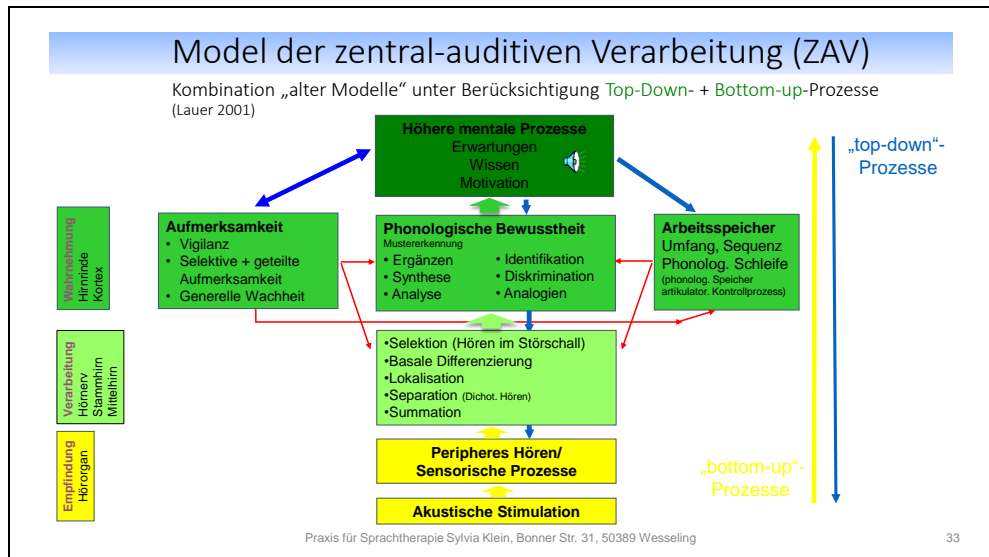 Model der zentral-auditiven Verarbeitung (ZAV)
Kombination „alter Modelle“ unter Berücksichtigung Top-Down- + Bottom-up-Prozesse
(Lauer 2001)
Höhere mentale Prozesse
Erwartungen
Wissen
Motivation
„top-down“-
Prozesse
Wahrnehmung
Hirnrinde
Kortex
Aufmerksamkeit
• Vigilanz
• Selektive + geteilte
Aufmerksamkeit
• Generelle Wachheit
Phonologische Bewusstheit
Mustererkennung
• Ergänzen
• Synthese
• Analyse
• Identifikation
• Diskrimination
• Analogien
Arbeitsspeicher
Umfang, Sequenz
Phonolog. Schleife
(phonolog. Speicher
artikulator. Kontrollprozess)
Verarbeitung
Hörnerv
Stammhirn
Mittelhirn
•Selektion (Hören im Störschall)
•Basale Differenzierung
•Lokalisation
•Separation (Dichot. Hören)
•Summation
Empfindung
Hörorgan
Peripheres Hören/
Sensorische Prozesse
„bottom-up“-
Prozesse
Akustische Stimulation
Praxis für Sprachtherapie Sylvia Klein, Bonner Str. 31, 50389 Wesseling
33